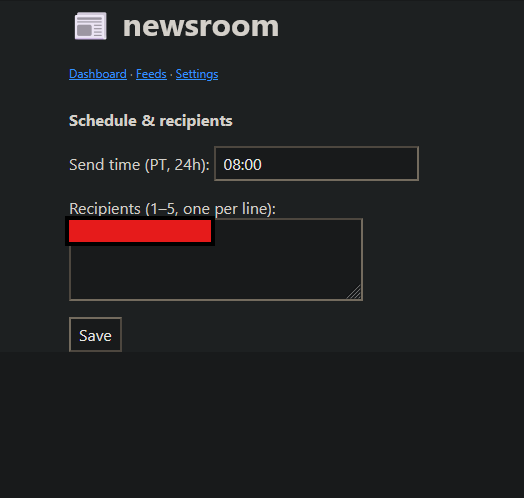 newsroom
Dashboard · Feeds · Settings
Schedule & recipients
Send time (PT, 24h): 08:00
Recipients (1–5, one per line):
Save